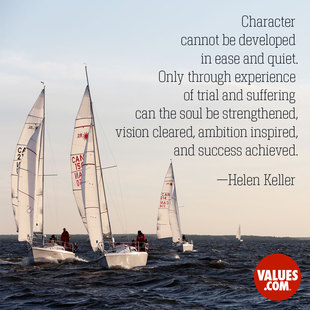 Character
cannot be developed
in ease and quiet.
Only through experience
of trial and suffering
can the soul be strengthened,
vision cleared, ambition inspired,
and success achieved.
—Helen Keller
VALUES
.COM